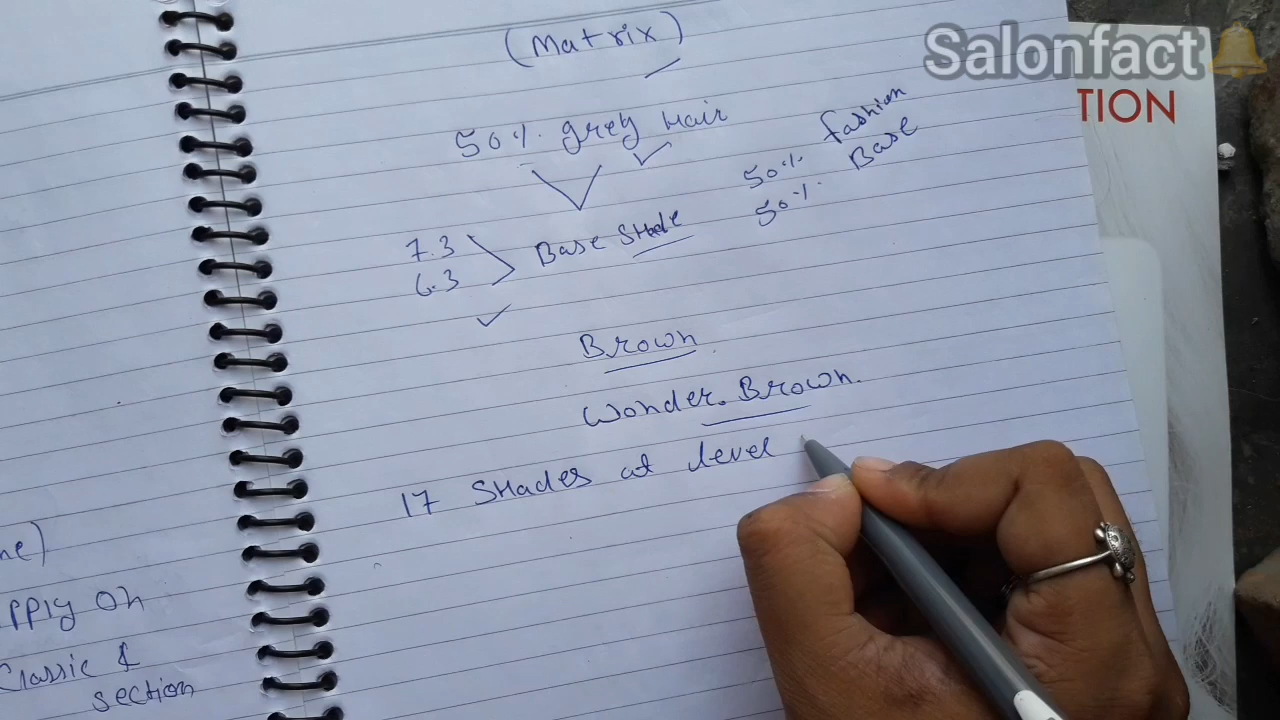 Salonfact
TION
(Matrix)
50% grey Hair
50% fashion
50% Base
7.3
6.3
Base SHade
Brown
Wonder. Brown.
17 SHades at level
ne)
pply on
Classic &
section